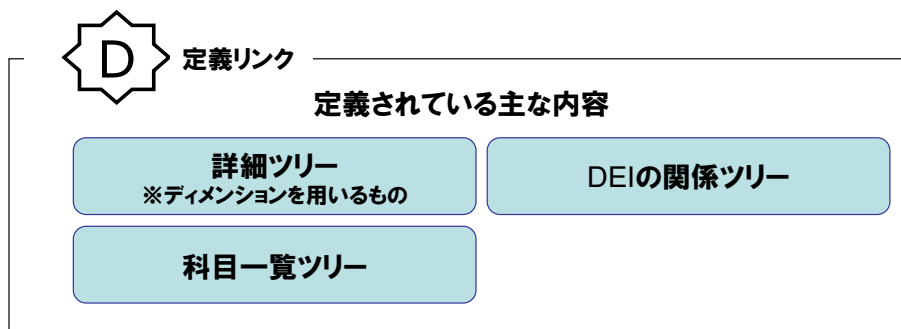 D
定義リンク
定義されている主な内容
詳細ツリー
※ディメンションを用いるもの
DEIの関係ツリー
科目一覧ツリー